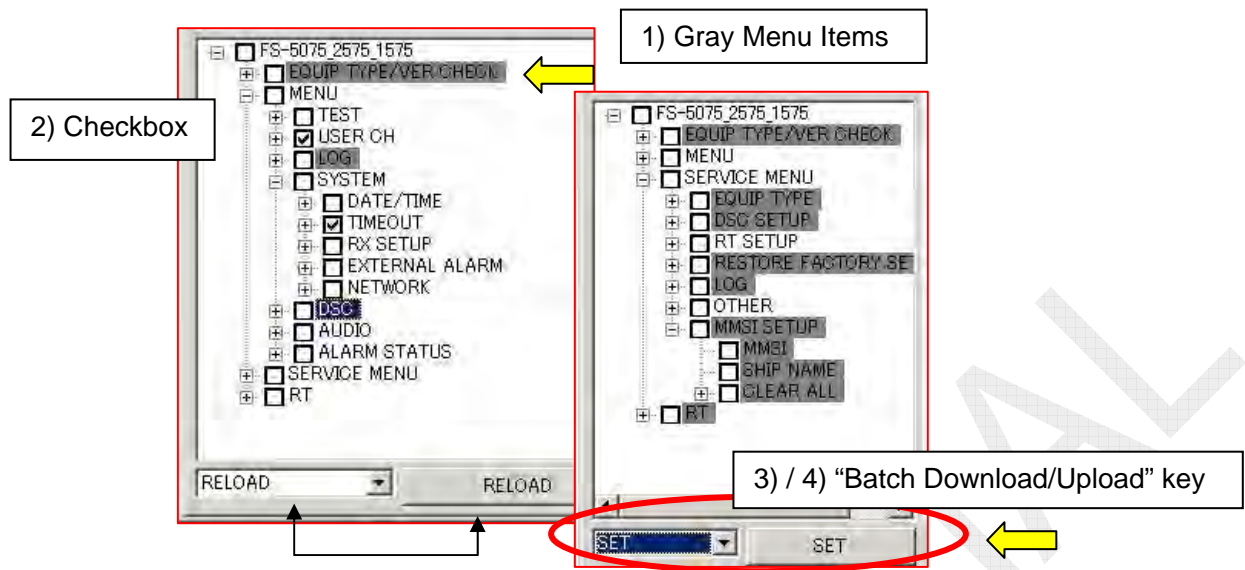 1) Gray Menu Items
2) Checkbox
FS-5075_2575_1575
EQUIP TYPE/VER CHECK
MENU
TEST
USER CH
LOG
SYSTEM
DATE/TIME
TIMEOUT
RX SETUP
EXTERNAL ALARM
NETWORK
DSC
AUDIO
ALARM STATUS
SERVICE MENU
RT
RELOAD
RELOAD
FS-5075_2575_1575
EQUIP TYPE/VER CHECK
MENU
SERVICE MENU
EQUIP TYPE
DSC SETUP
RT SETUP
RESTORE FACTORY SE
LOG
OTHER
MMSI SETUP
MMSI
SHIP NAME
CLEAR ALL
RT
3) / 4) “Batch Download/Upload” key
SET
SET